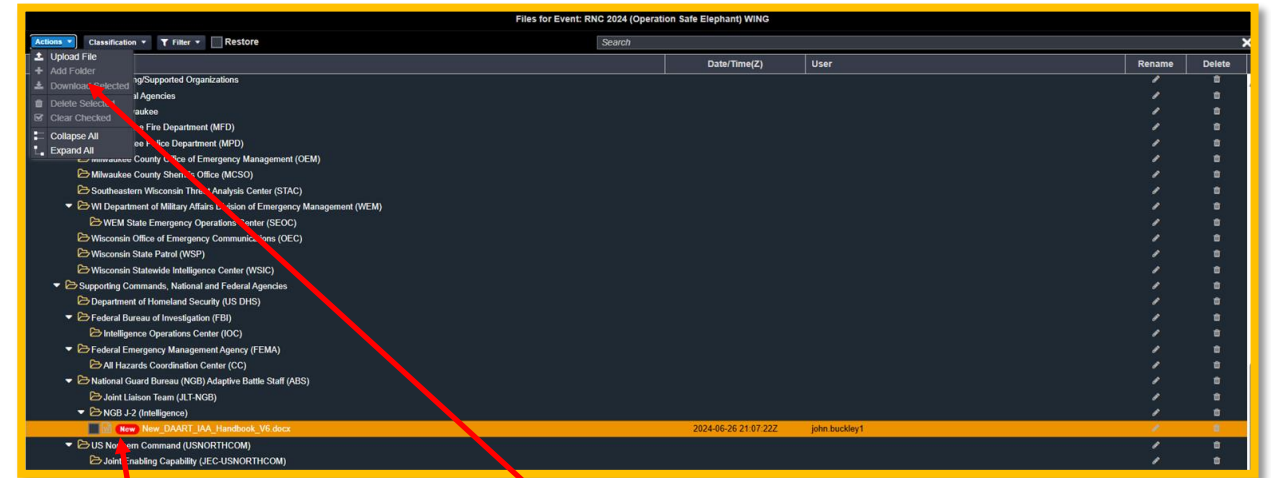 Files for Event: RNC 2024 (Operation Safe Elephant) WING
Actions Classification Filter Restore Search
Upload File
Date/Time(Z) User Rename Delete
Add Folder
ng/Supported Organizations
Download Selected
al Agencies
Delete Selected
aukee
Clear Checked
e Fire Department (MFD)
Collapse All
ee Police Department (MPD)
Expand All
Milwaukee County Office of Emergency Management (OEM)
Milwaukee County Sheriff's Office (MCSO)
Southeastern Wisconsin Threat Analysis Center (STAC)
WI Department of Military Affairs Division of Emergency Management (WEM)
WEM State Emergency Operations Center (SEOC)
Wisconsin Office of Emergency Communications (OEC)
Wisconsin State Patrol (WSP)
Wisconsin Statewide Intelligence Center (WSIC)
Supporting Commands, National and Federal Agencies
Department of Homeland Security (US DHS)
Federal Bureau of Investigation (FBI)
Intelligence Operations Center (IOC)
Federal Emergency Management Agency (FEMA)
All Hazards Coordination Center (CC)
National Guard Bureau (NGB) Adaptive Battle Staff (ABS)
Joint Liaison Team (JLT-NGB)
NGB J-2 (Intelligence)
New New_DAART_IAA_Handbook_V6.docx 2024-06-26 21:07:22Z john.buckley1
US Northern Command (USNORTHCOM)
Joint Enabling Capability (JEC-USNORTHCOM)